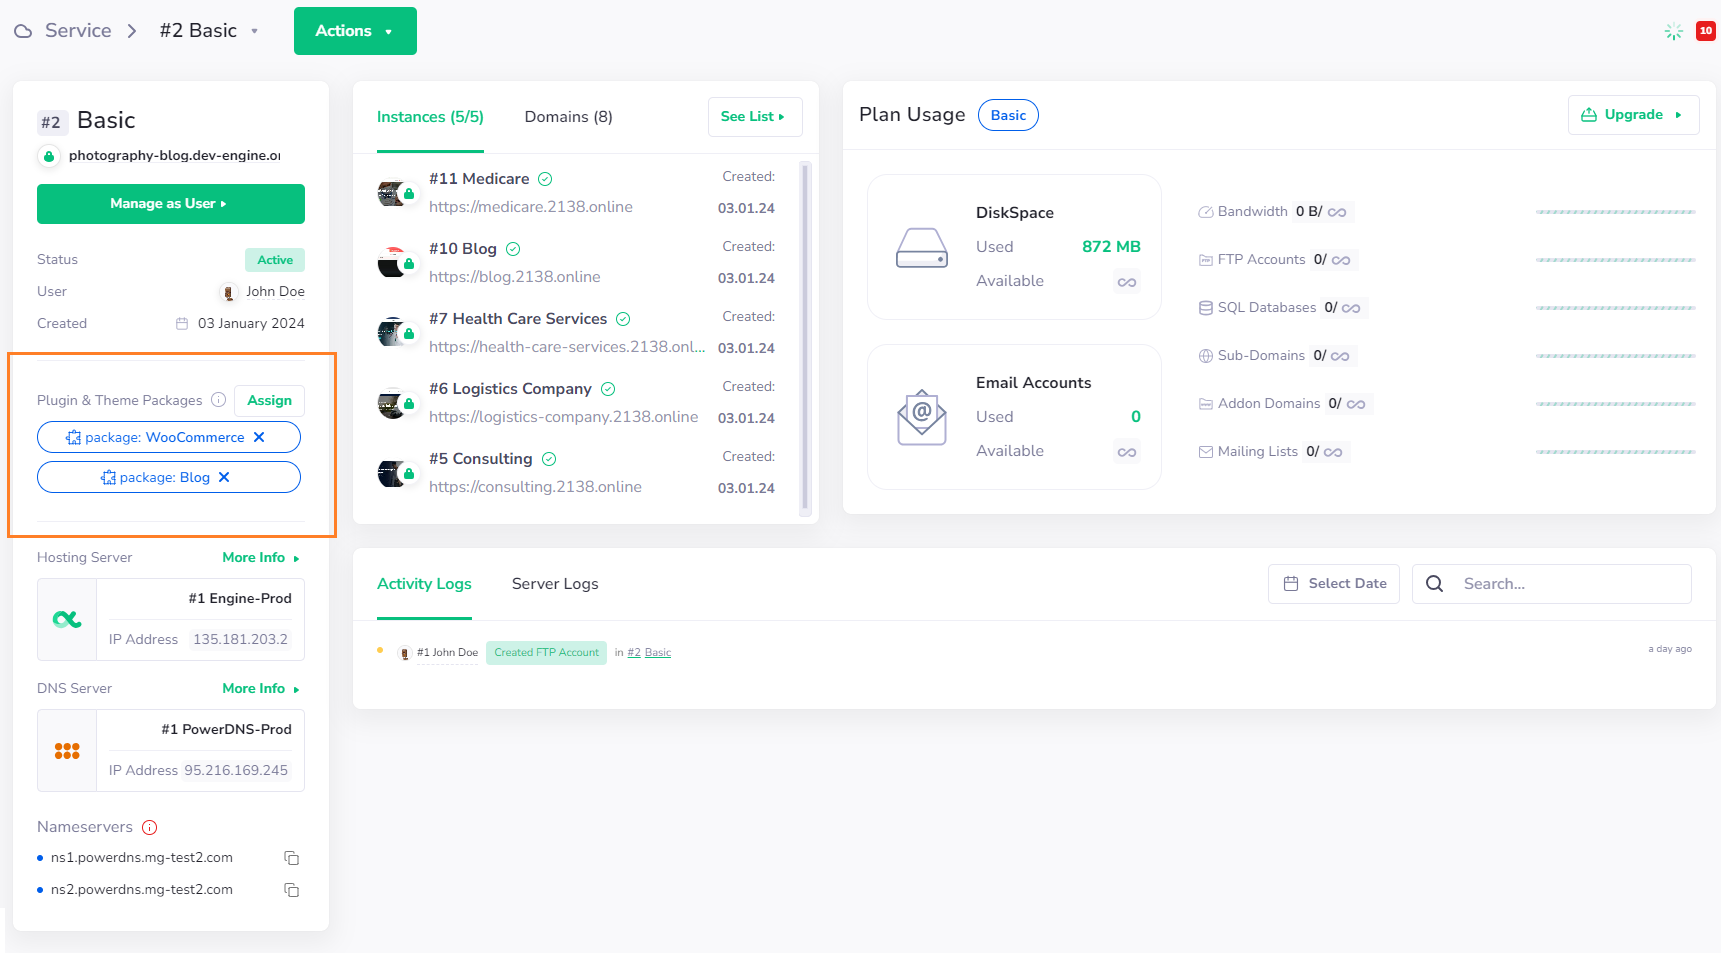 Service
#2 Basic
Actions
10
#2 Basic
photography-blog.dev-engine.or
Manage as User
Status Active
User John Doe
Created 03 January 2024
Plugin & Theme Packages Assign
package: WooCommerce
package: Blog
Hosting Server More Info
#1 Engine-Prod
IP Address 135.181.203.2
DNS Server More Info
#1 PowerDNS-Prod
IP Address 95.216.169.245
Nameservers
ns1.powerdns.mg-test2.com
ns2.powerdns.mg-test2.com
Instances (5/5) Domains (8) See List
#11 Medicare Created:
https://medicare.2138.online 03.01.24
#10 Blog Created:
https://blog.2138.online 03.01.24
#7 Health Care Services Created:
https://health-care-services.2138.onl... 03.01.24
#6 Logistics Company Created:
https://logistics-company.2138.online 03.01.24
#5 Consulting Created:
https://consulting.2138.online 03.01.24
Plan Usage Basic Upgrade
DiskSpace
Used 872 MB
Available ∞
Email Accounts
Used 0
Available ∞
Bandwidth 0 B/ ∞
FTP Accounts 0/ ∞
SQL Databases 0/ ∞
Sub-Domains 0/ ∞
Addon Domains 0/ ∞
Mailing Lists 0/ ∞
Activity Logs Server Logs Select Date Search...
#1 John Doe Created FTP Account in #2 Basic a day ago